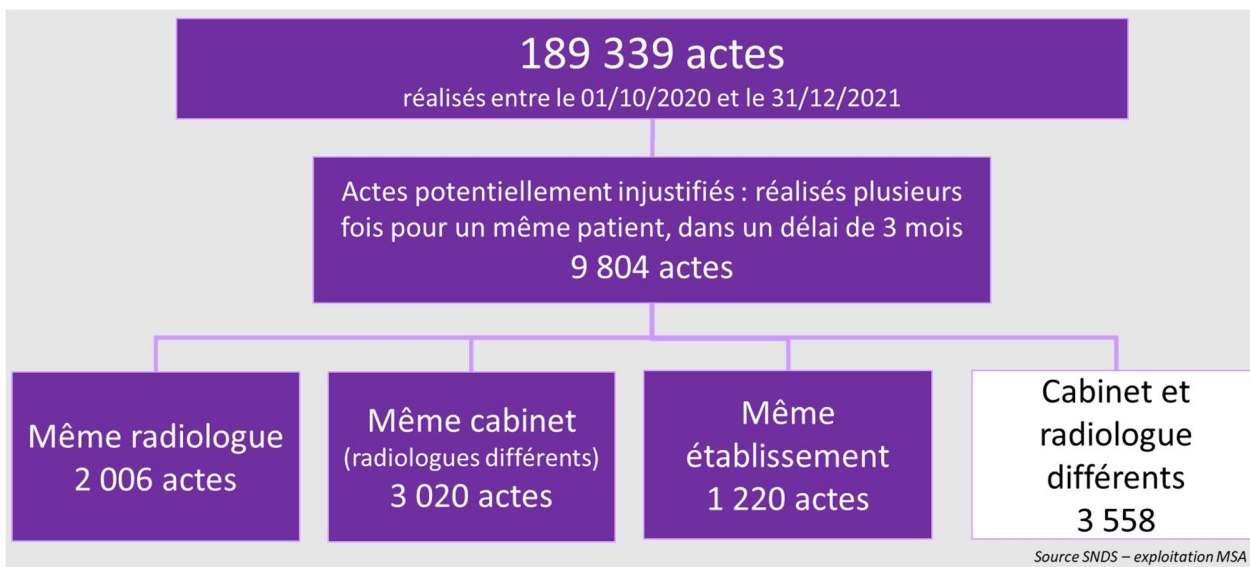 189 339 actes
réalisés entre le 01/10/2020 et le 31/12/2021
Actes potentiellement injustifiés : réalisés plusieurs
fois pour un même patient, dans un délai de 3 mois
9 804 actes
Même radiologue
2 006 actes
Même cabinet
(radiologues différents)
3 020 actes
Même
établissement
1 220 actes
Cabinet et
radiologue
différents
3 558
Source SNDS – exploitation MSA